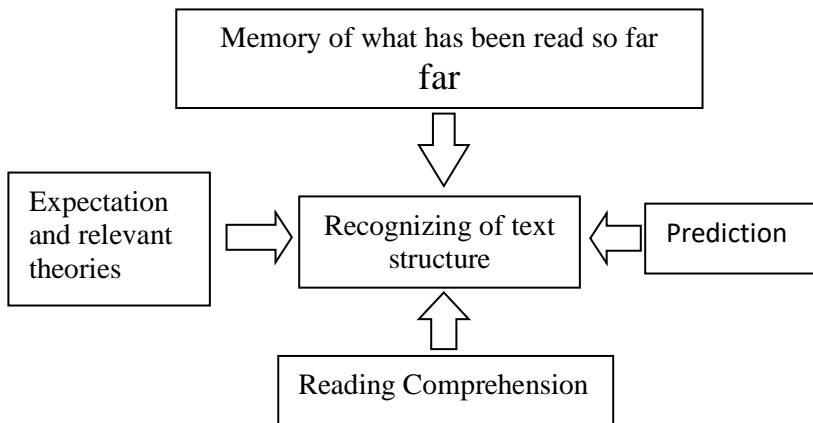 Memory of what has been read so far
far
Expectation
and relevant
theories
Recognizing of text
structure
Prediction
Reading Comprehension